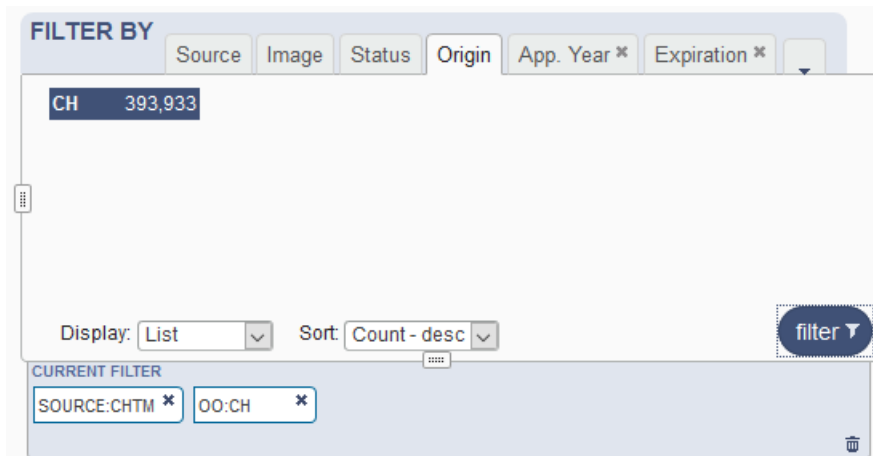 FILTER BY
Source Image Status Origin App. Year Expiration
CH 393,933
Display: List Sort: Count - desc filter
CURRENT FILTER
SOURCE:CHTM OO:CH